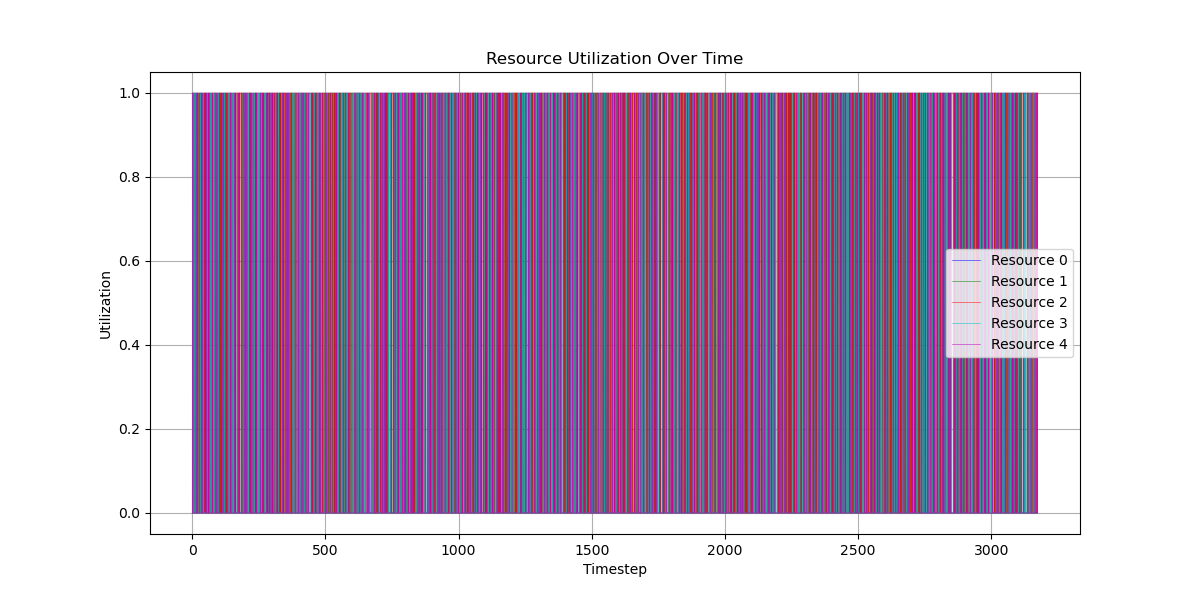 Resource Utilization Over Time
1.0
0.8
0.6
0.4
0.2
0.0
Utilization
Resource 0
Resource 1
Resource 2
Resource 3
Resource 4
0 500 1000 1500 2000 2500 3000
Timestep